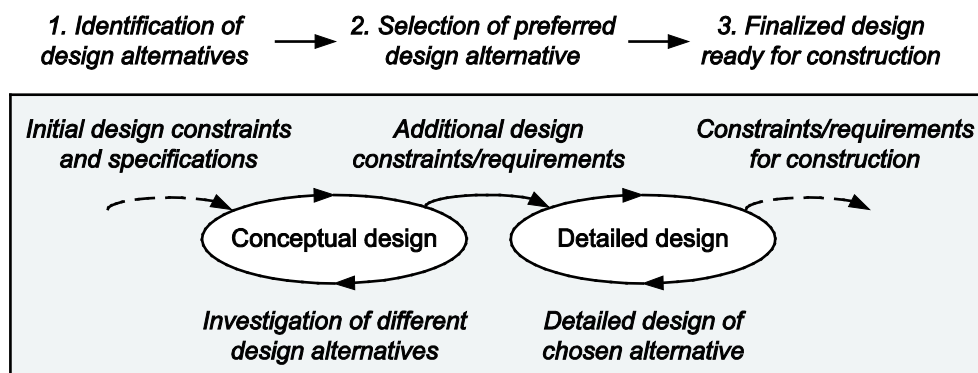 1. Identification of
design alternatives
2. Selection of preferred
design alternative
3. Finalized design
ready for construction
Initial design constraints
and specifications
Additional design
constraints/requirements
Constraints/requirements
for construction
Conceptual design
Detailed design
Investigation of different
design alternatives
Detailed design of
chosen alternative